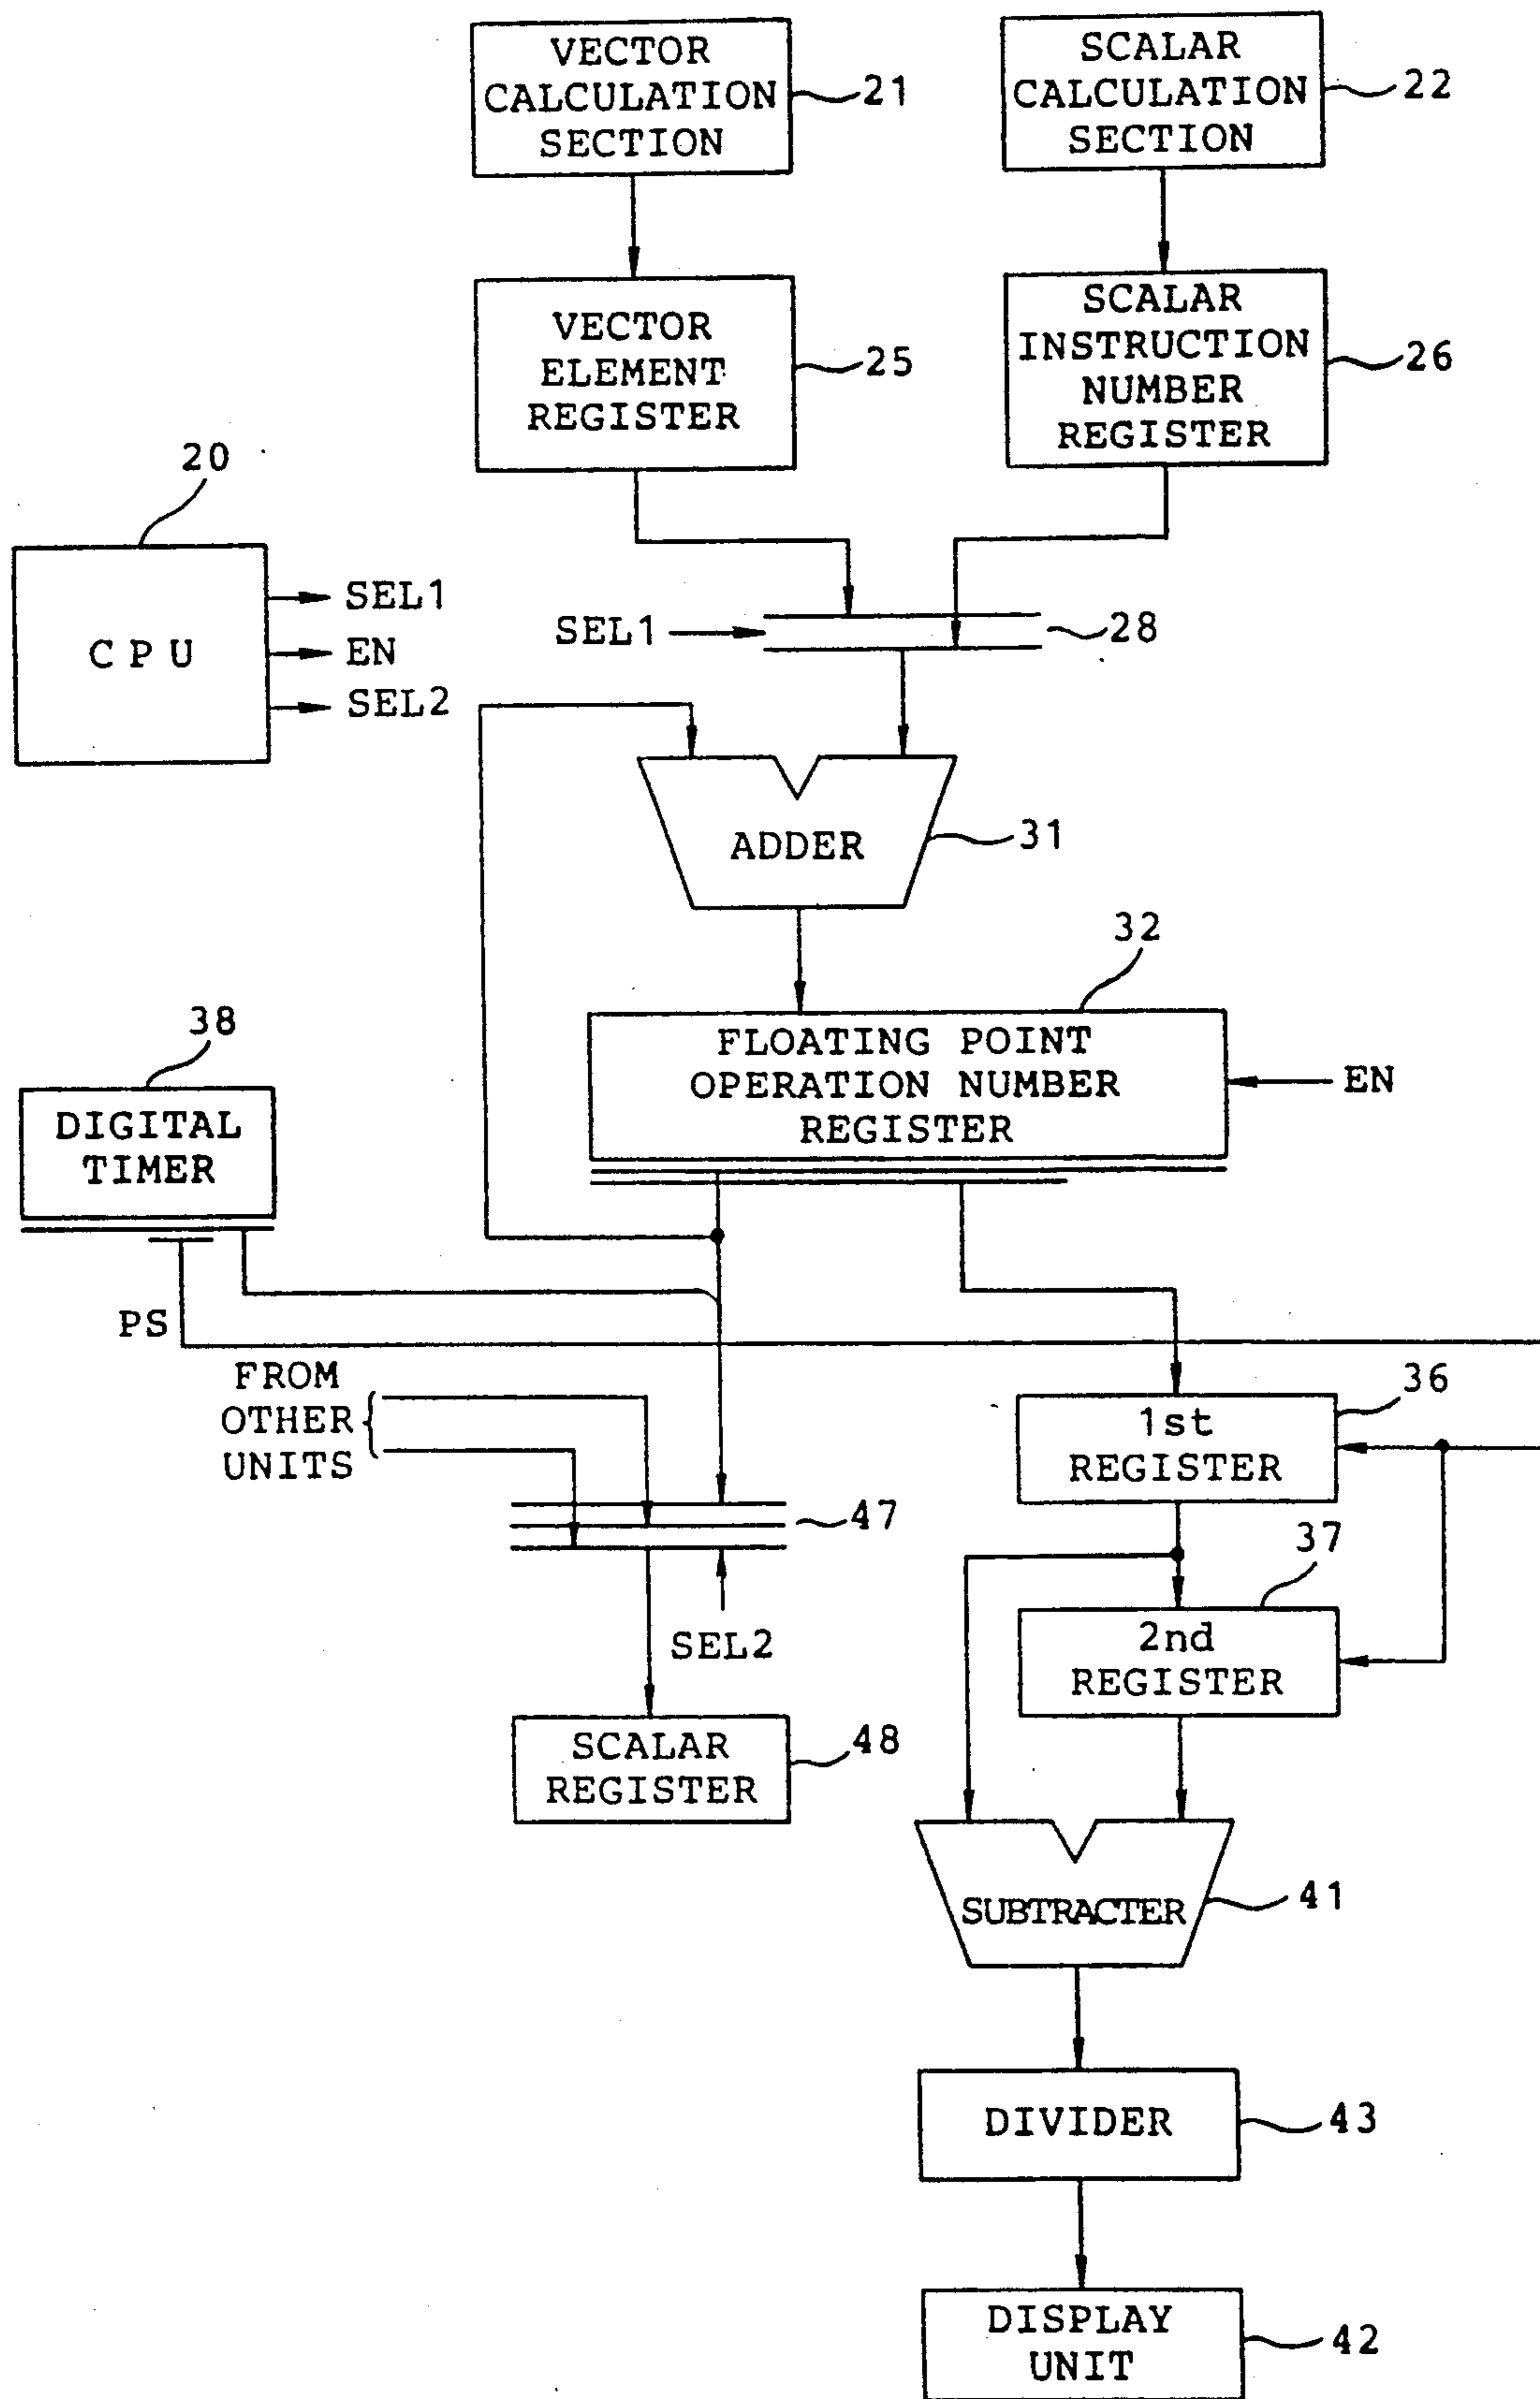 VECTOR
CALCULATION
SECTION
21
SCALAR
CALCULATION
SECTION
22
VECTOR
ELEMENT
REGISTER
25
SCALAR
INSTRUCTION
NUMBER
REGISTER
26
20
CPU
SEL1
EN
SEL2
SEL1
28
ADDER
31
32
FLOATING POINT
OPERATION NUMBER
REGISTER
EN
38
DIGITAL
TIMER
PS
FROM
OTHER
UNITS
36
1st
REGISTER
47
SEL2
37
2nd
REGISTER
SCALAR
REGISTER
48
SUBTRACTER
41
DIVIDER
43
DISPLAY
UNIT
42